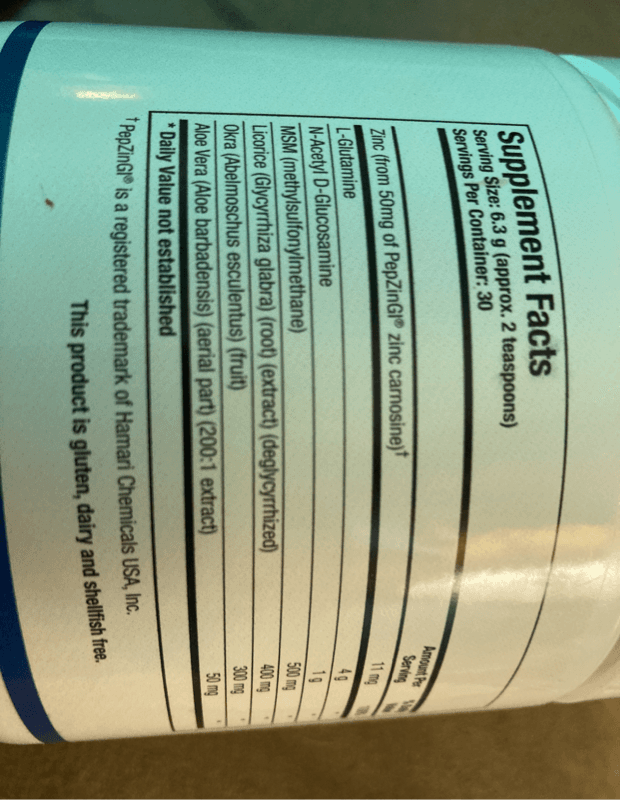 Supplement Facts
Serving Size: 6.3 g (approx. 2 teaspoons)
Servings Per Container: 30
Amount Per
Serving
Zinc (from 50mg of PepZinGI® zinc carnosine)† 11 mg
L-Glutamine 4 g
N-Acetyl D-Glucosamine 1 g
MSM (methylsulfonylmethane) 500 mg
Licorice (Glycyrrhiza glabra) (root) (extract) (deglycyrrhized) 400 mg
Okra (Abelmoschus esculentus) (fruit) 300 mg
Aloe Vera (Aloe barbadensis) (aerial part) (200:1 extract) 50 mg
* Daily Value not established
†PepZinGI® is a registered trademark of Hamari Chemicals USA, Inc.
This product is gluten, dairy and shellfish free.